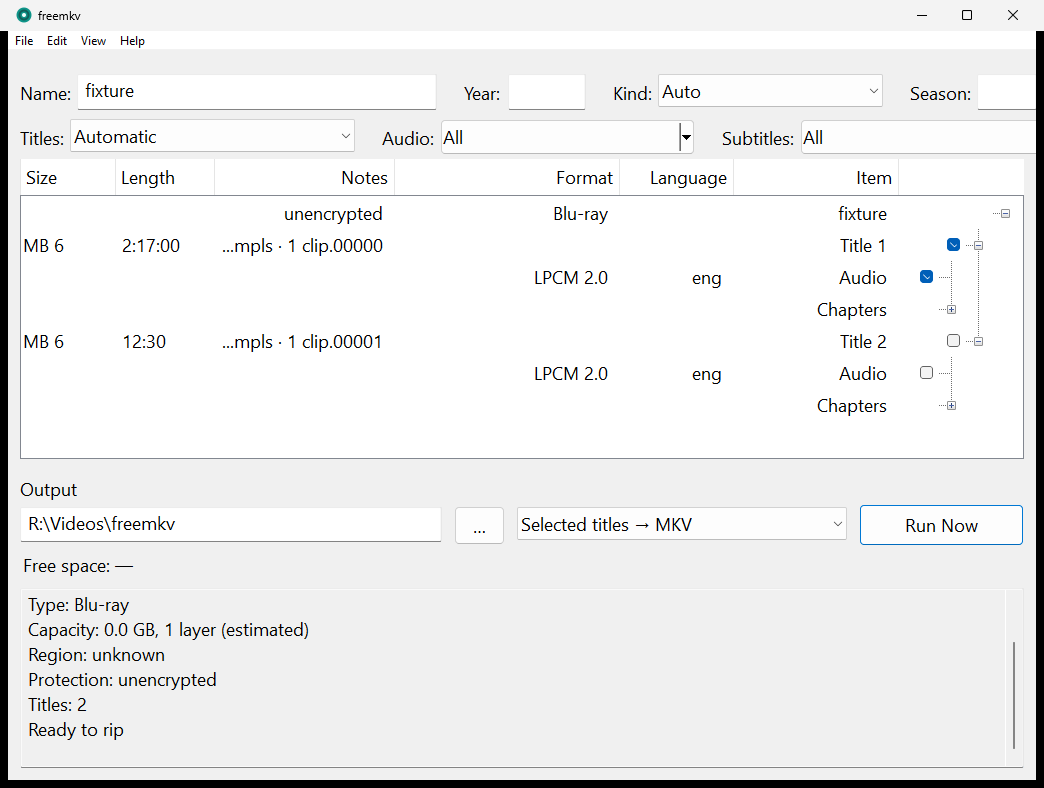 freemkv
File Edit View Help
Name: fixture Year: Kind: Auto Season:
Titles: Automatic Audio: All Subtitles: All
Size Length Notes Format Language Item
unencrypted Blu-ray fixture
MB 6 2:17:00 ...mpls · 1 clip.00000 Title 1
LPCM 2.0 eng Audio
Chapters
MB 6 12:30 ...mpls · 1 clip.00001 Title 2
LPCM 2.0 eng Audio
Chapters
Output
R:\Videos\freemkv ... Selected titles → MKV Run Now
Free space: —
Type: Blu-ray
Capacity: 0.0 GB, 1 layer (estimated)
Region: unknown
Protection: unencrypted
Titles: 2
Ready to rip